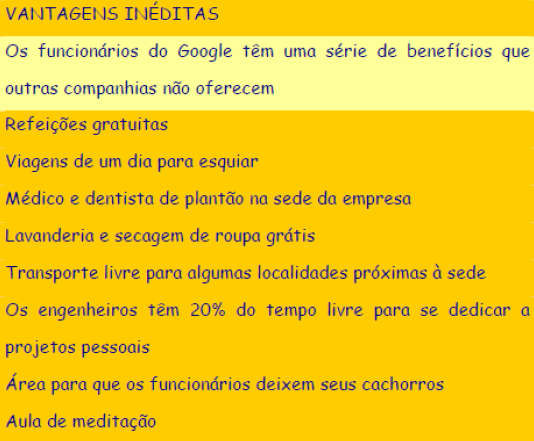 VANTAGENS INÉDITAS
Os funcionários do Google têm uma série de benefícios que
outras companhias não oferecem
Refeições gratuitas
Viagens de um dia para esquiar
Médico e dentista de plantão na sede da empresa
Lavanderia e secagem de roupa grátis
Transporte livre para algumas localidades próximas à sede
Os engenheiros têm 20% do tempo livre para se dedicar a
projetos pessoais
Área para que os funcionários deixem seus cachorros
Aula de meditação